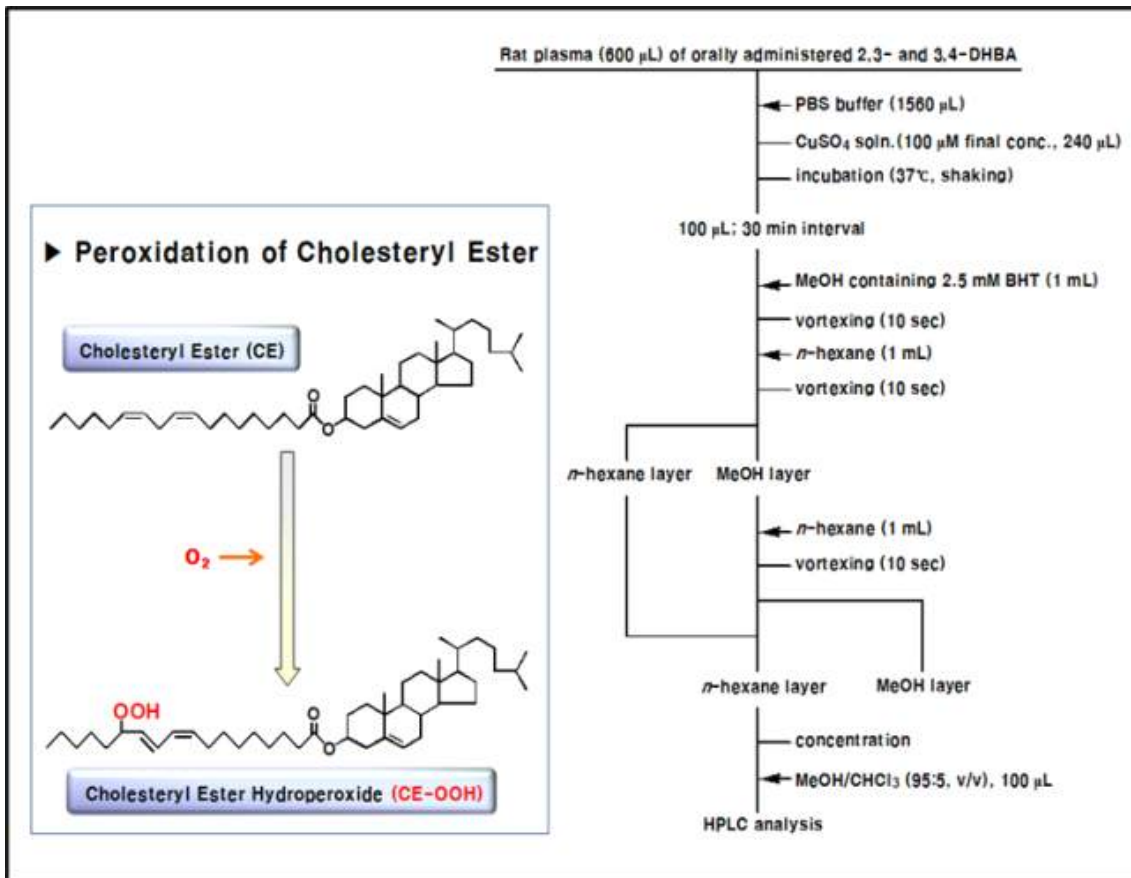 ▶ Peroxidation of Cholesteryl Ester
Cholesteryl Ester (CE)
O
O
O₂
OOH
O
O
Cholesteryl Ester Hydroperoxide (CE-OOH)
Rat plasma (600 μL) of orally administered 2,3- and 3,4-DHBA
PBS buffer (1560 μL)
CuSO₄ soln.(100 μM final conc., 240 μL)
incubation (37℃, shaking)
100 μL; 30 min interval
MeOH containing 2.5 mM BHT (1 mL)
vortexing (10 sec)
n-hexane (1 mL)
vortexing (10 sec)
n-hexane layer MeOH layer
n-hexane (1 mL)
vortexing (10 sec)
n-hexane layer MeOH layer
concentration
MeOH/CHCl₃ (95:5, v/v), 100 μL
HPLC analysis